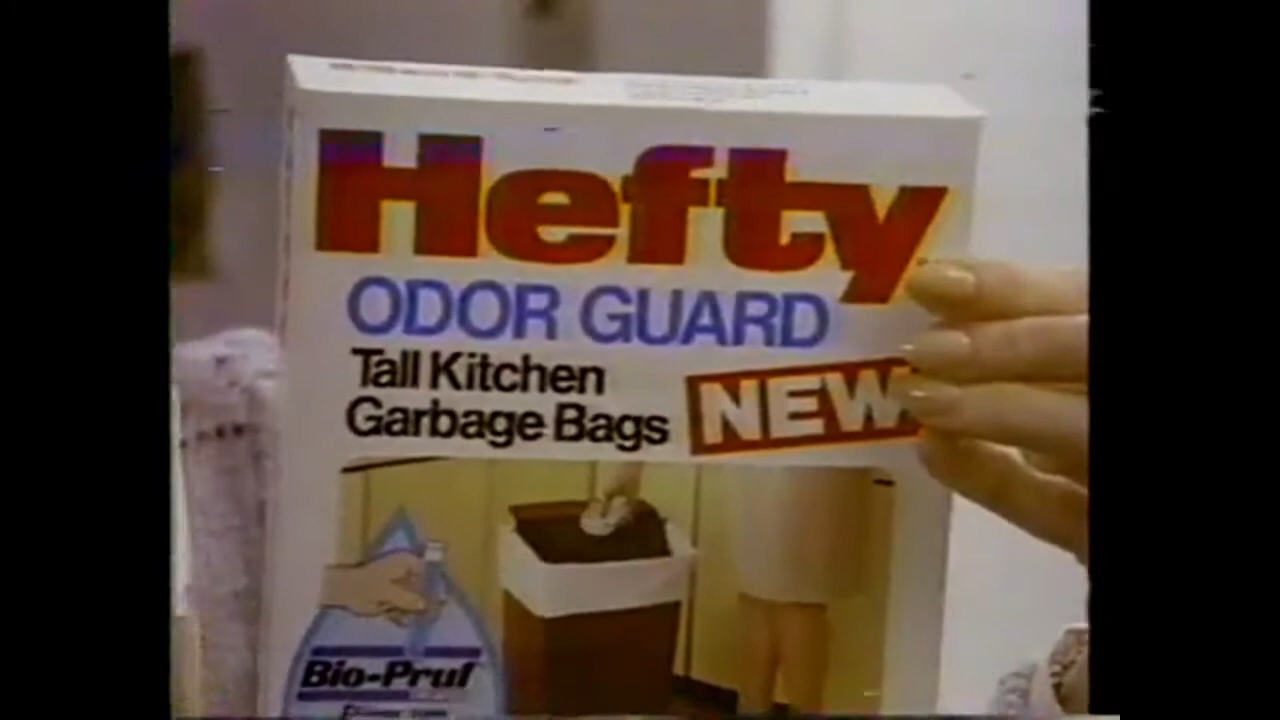 Hefty
ODOR GUARD
Tall Kitchen
Garbage Bags
NEW
Bio-Pruf